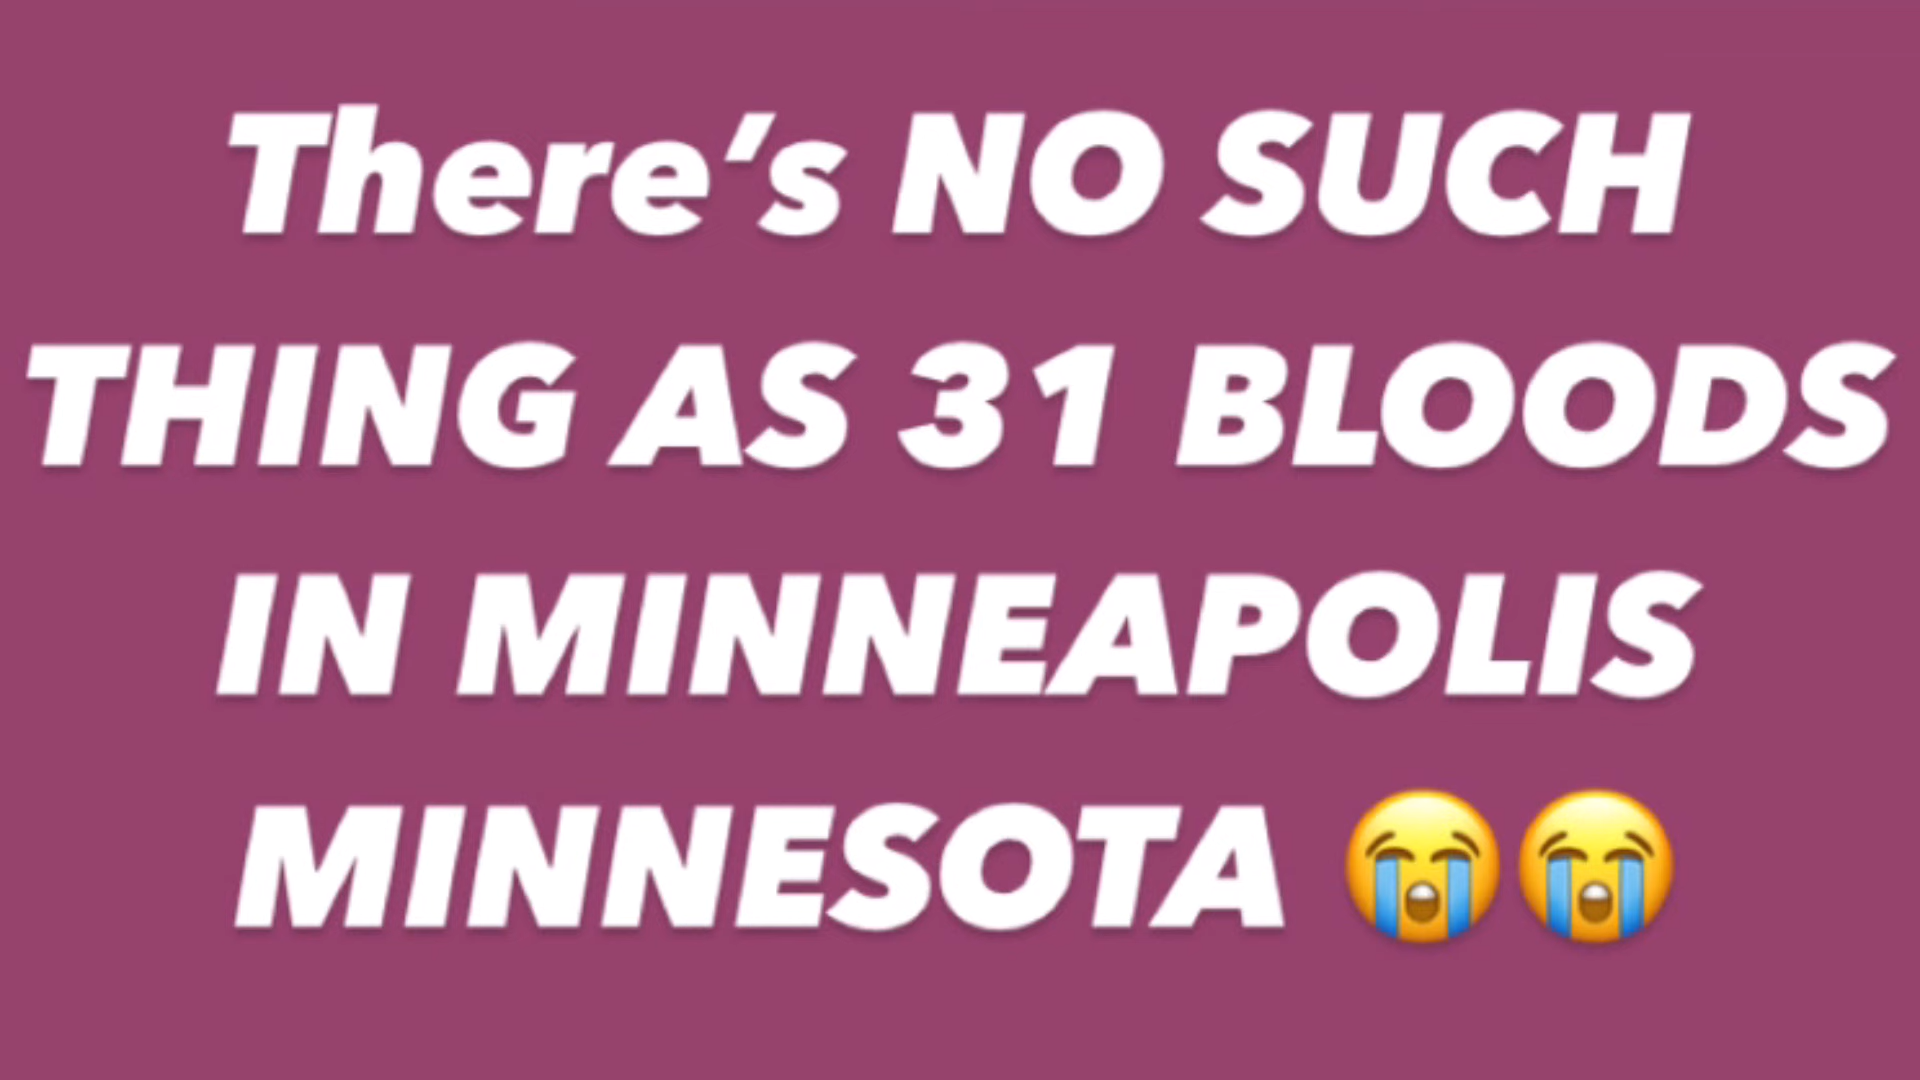 There’s NO SUCH
THING AS 31 BLOODS
IN MINNEAPOLIS
MINNESOTA 😭😭